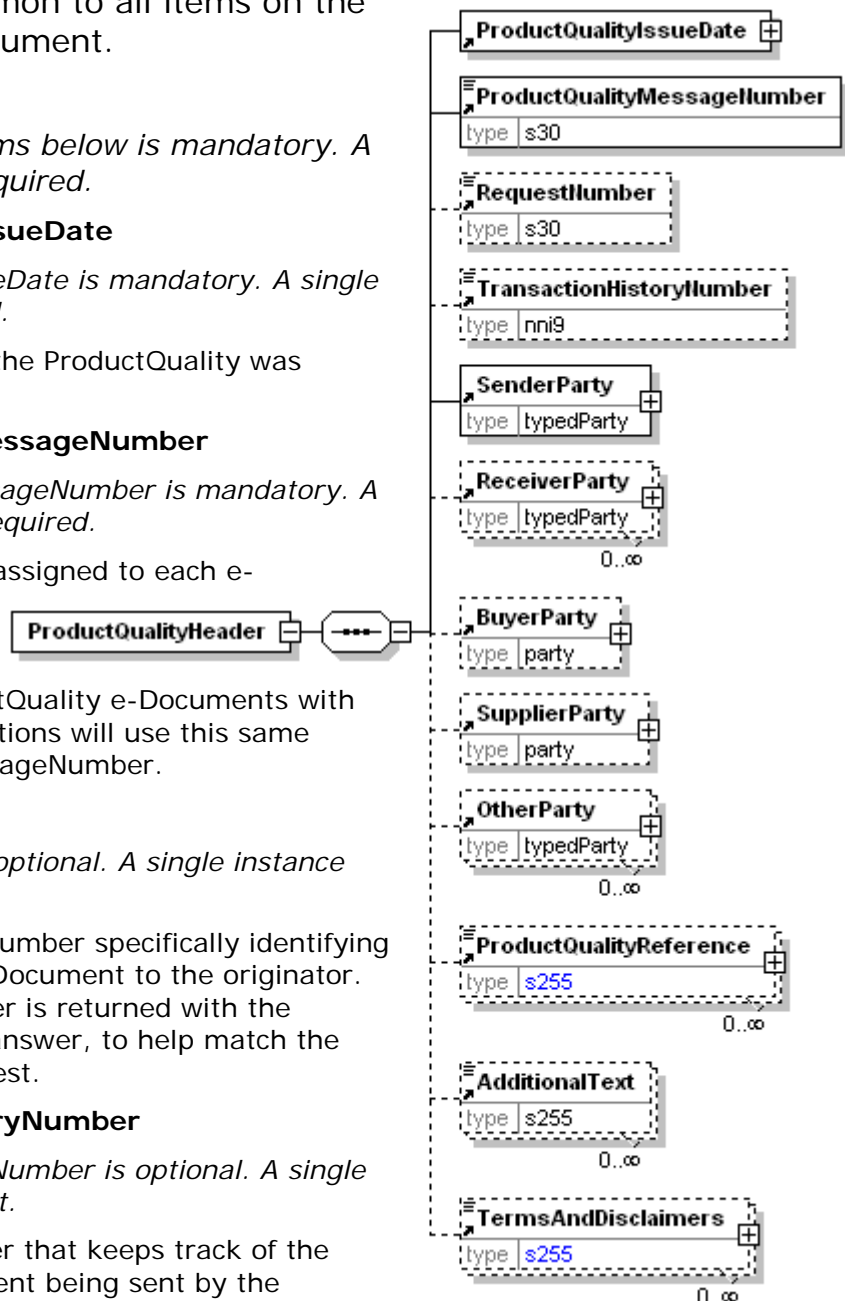 mon to all items on the
ument.
ms below is mandatory. A
quired.
sueDate
eDate is mandatory. A single
.
the ProductQuality was
essageNumber
ageNumber is mandatory. A
equired.
assigned to each e-
tQuality e-Documents with
tions will use this same
ageNumber.
optional. A single instance
umber specifically identifying
Document to the originator.
er is returned with the
answer, to help match the
est.
ryNumber
Number is optional. A single
t.
er that keeps track of the
ent being sent by the
ProductQualityHeader
ProductQualityIssueDate
ProductQualityMessageNumber
type s30
RequestNumber
type s30
TransactionHistoryNumber
type nni9
SenderParty
type typedParty
ReceiverParty
type typedParty
0..∞
BuyerParty
type party
SupplierParty
type party
OtherParty
type typedParty
0..∞
ProductQualityReference
type s255
0..∞
AdditionalText
type s255
0..∞
TermsAndDisclaimers
type s255
0..∞